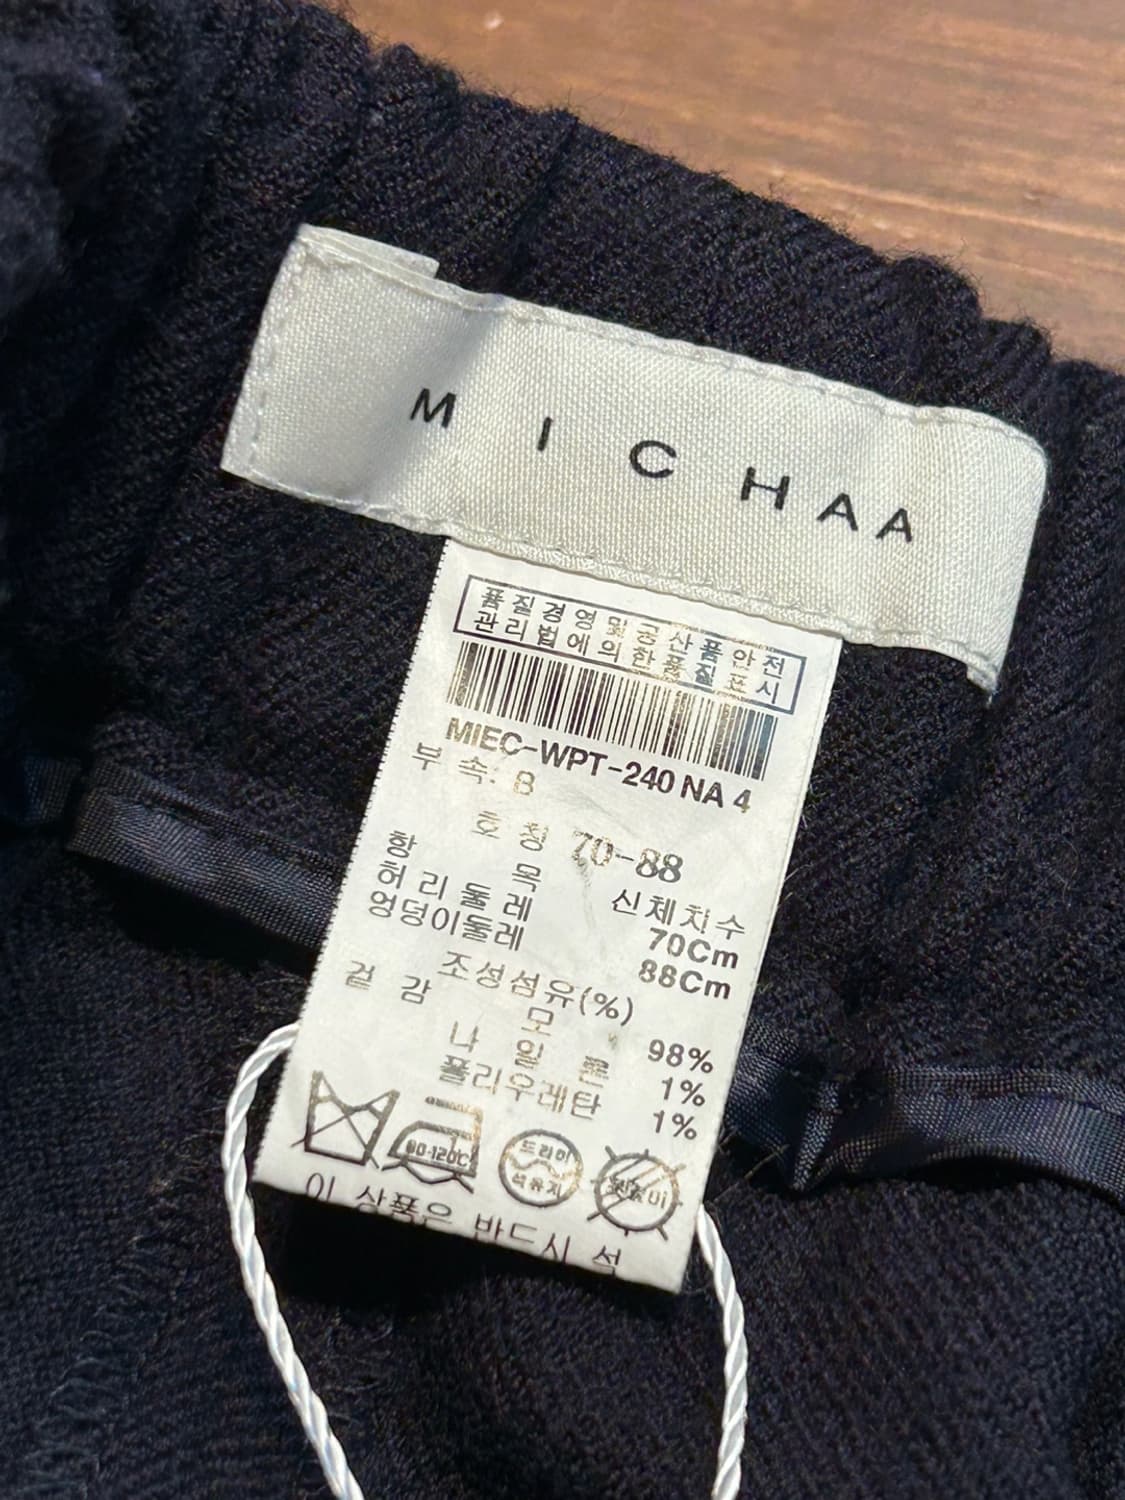 MICHAA
품질경영및공산품안전
관리법에의한품질표시
MIEC-WPT-240 NA 4
부 속: 8
호 칭 70-88
항 목 신체치수
허리둘레 70Cm
엉덩이둘레 88Cm
조성섬유(%)
겉 감 모 98%
나 일 론 1%
폴리우레탄 1%
80-120℃
드라이
석유계
이 상품은 반드시